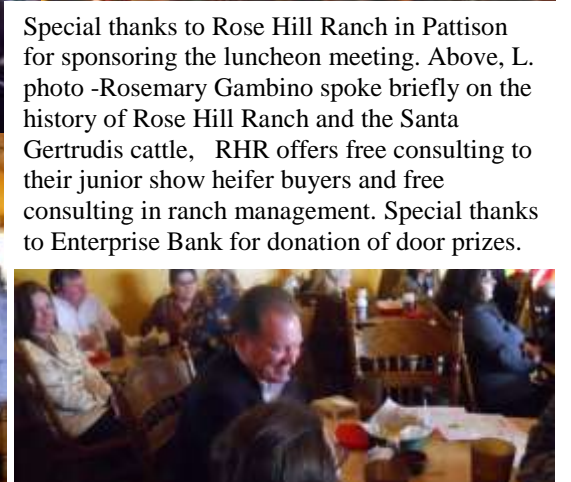 Special thanks to Rose Hill Ranch in Pattison
for sponsoring the luncheon meeting. Above, L.
photo -Rosemary Gambino spoke briefly on the
history of Rose Hill Ranch and the Santa
Gertrudis cattle,   RHR offers free consulting to
their junior show heifer buyers and free
consulting in ranch management. Special thanks
to Enterprise Bank for donation of door prizes.